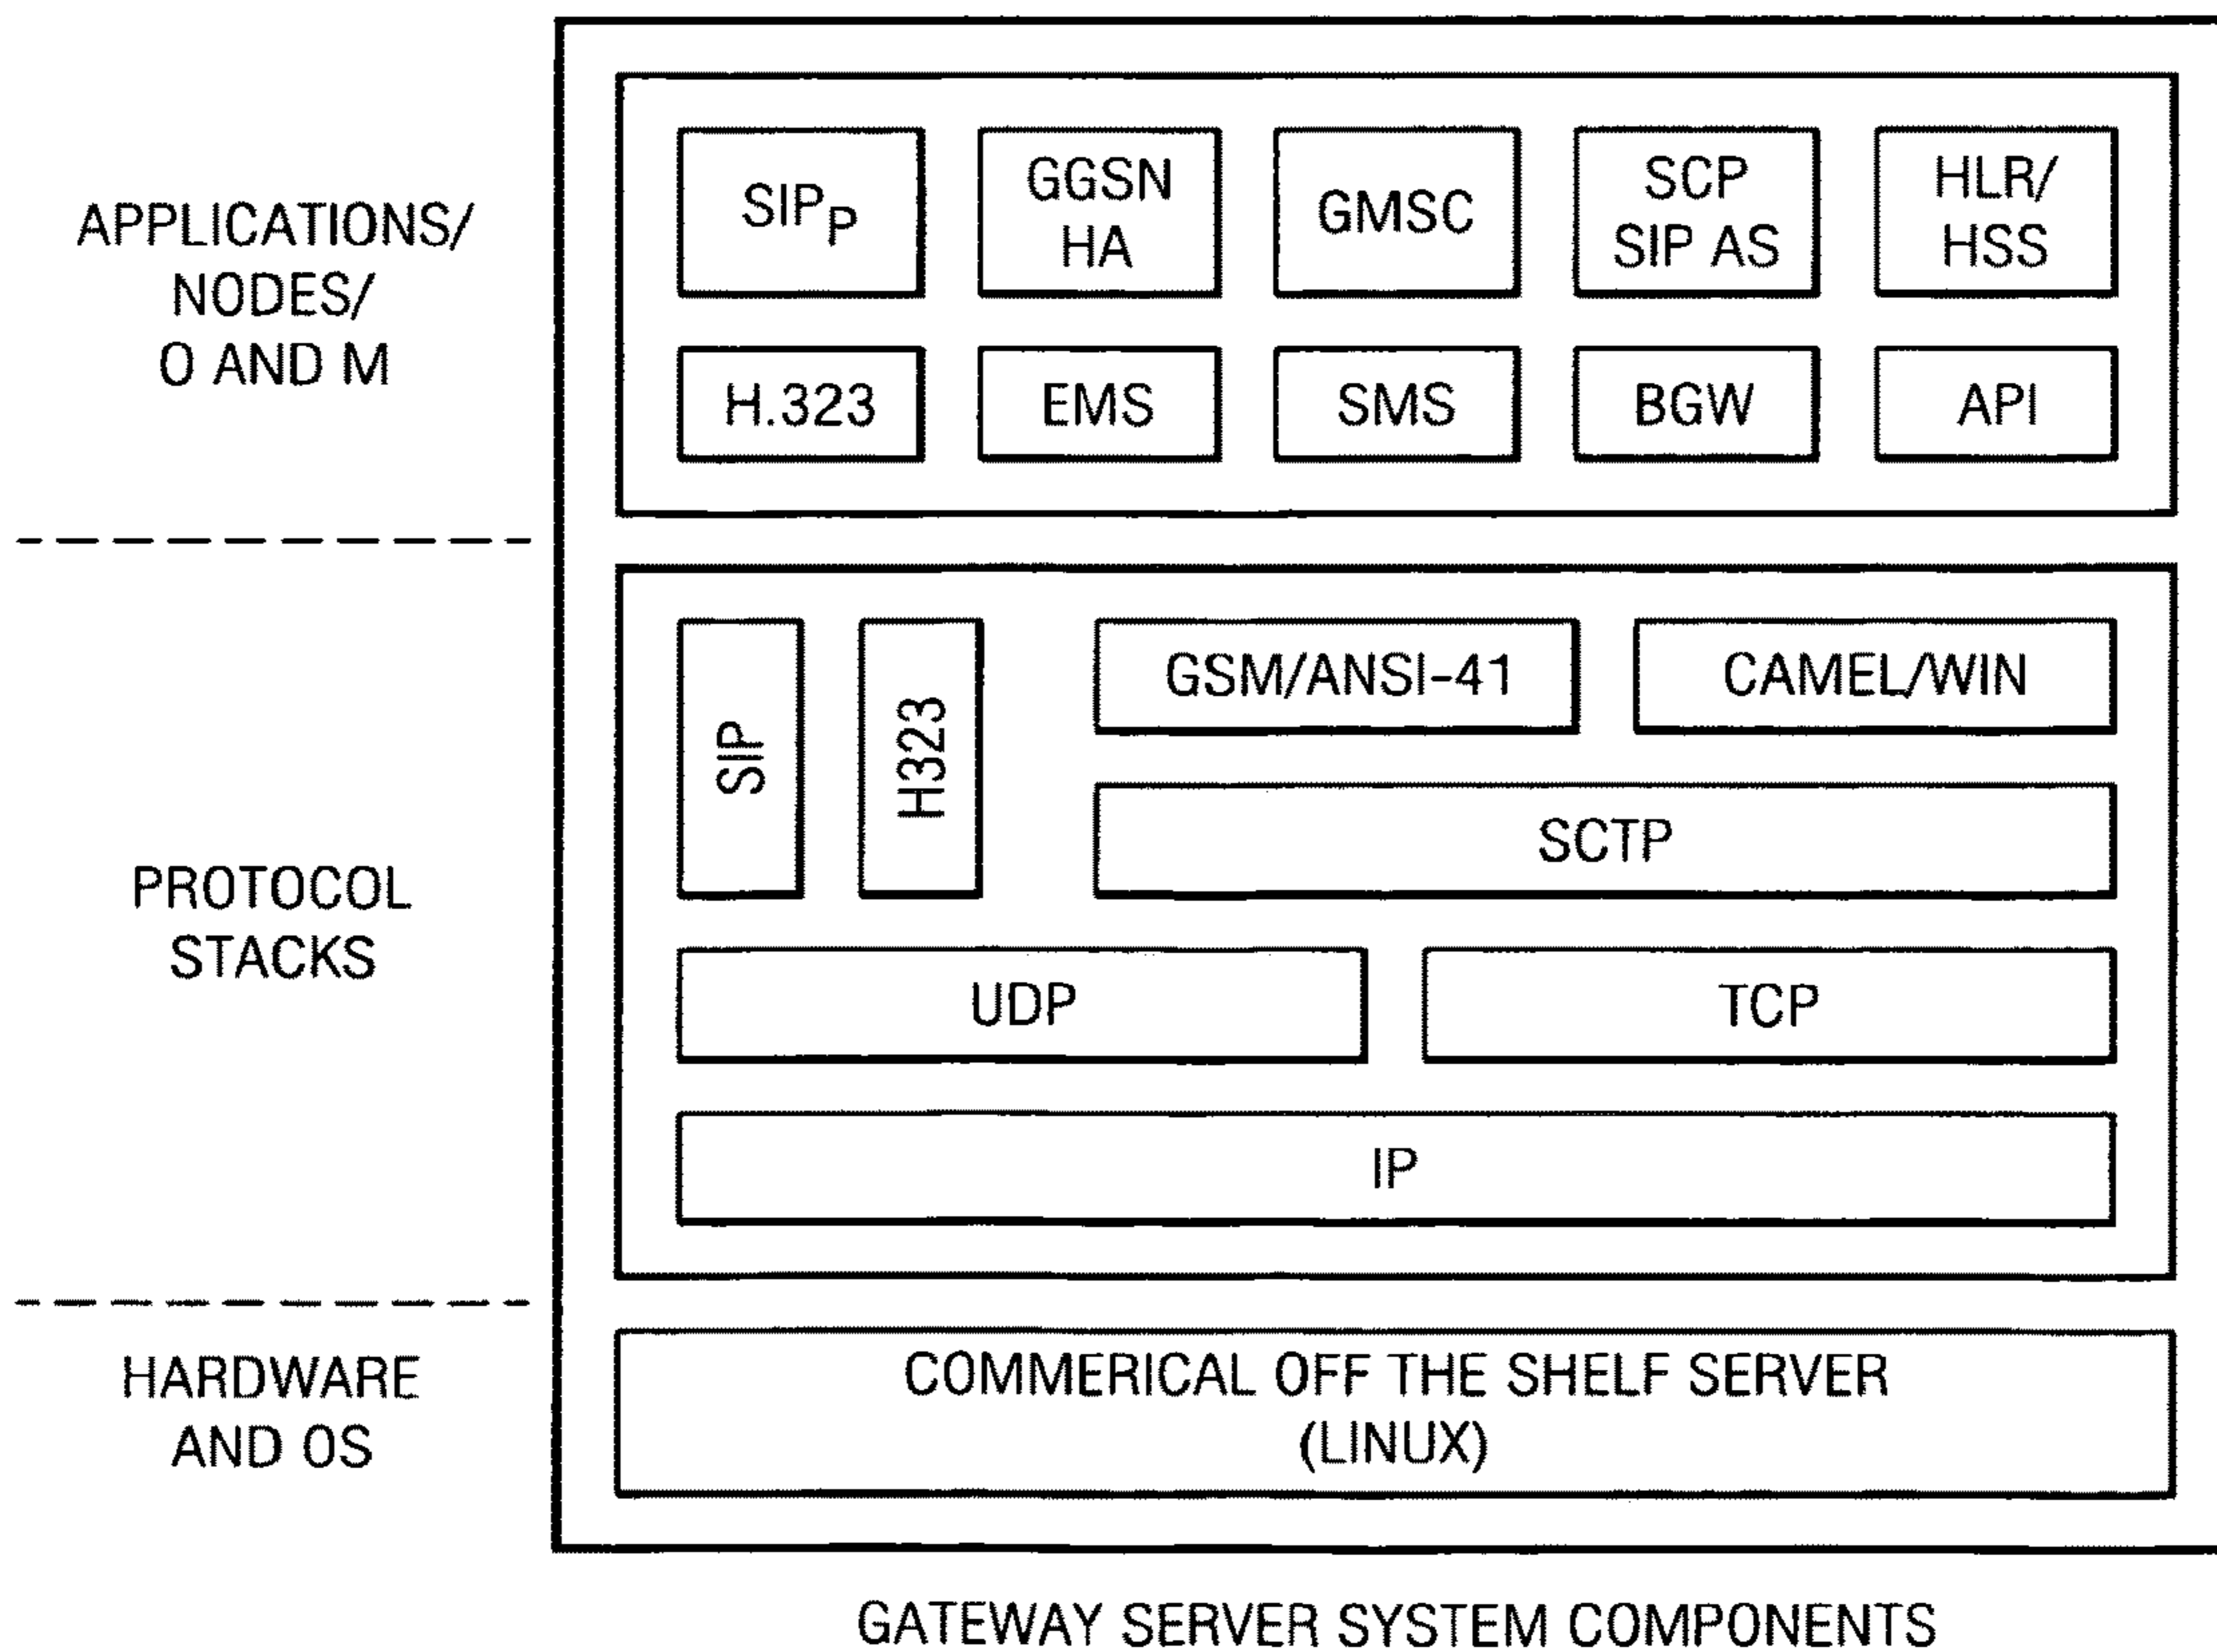 APPLICATIONS/
NODES/
O AND M
SIPP
GGSN
HA
GMSC
SCP
SIP AS
HLR/
HSS
H.323
EMS
SMS
BGW
API
PROTOCOL
STACKS
SIP
H323
GSM/ANSI-41
CAMEL/WIN
SCTP
UDP
TCP
IP
HARDWARE
AND OS
COMMERICAL OFF THE SHELF SERVER
(LINUX)
GATEWAY SERVER SYSTEM COMPONENTS